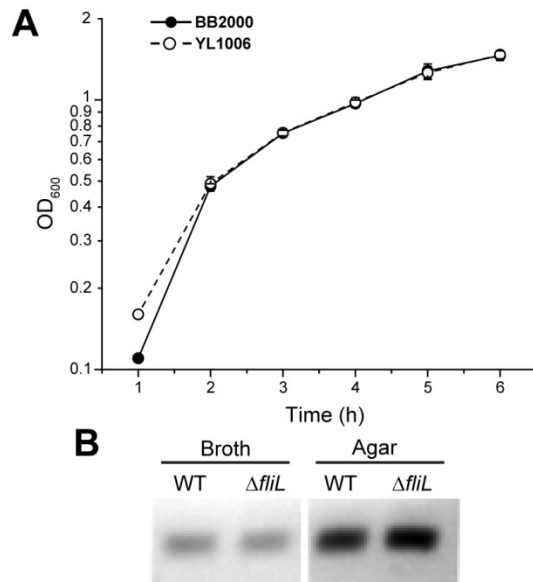 A
BB2000
YL1006
2
1
0.9
0.8
0.7
0.6
0.5
0.4
0.3
0.2
0.1
OD600
1 2 3 4 5 6
Time (h)
B
Broth Agar
WT ΔfliL WT ΔfliL